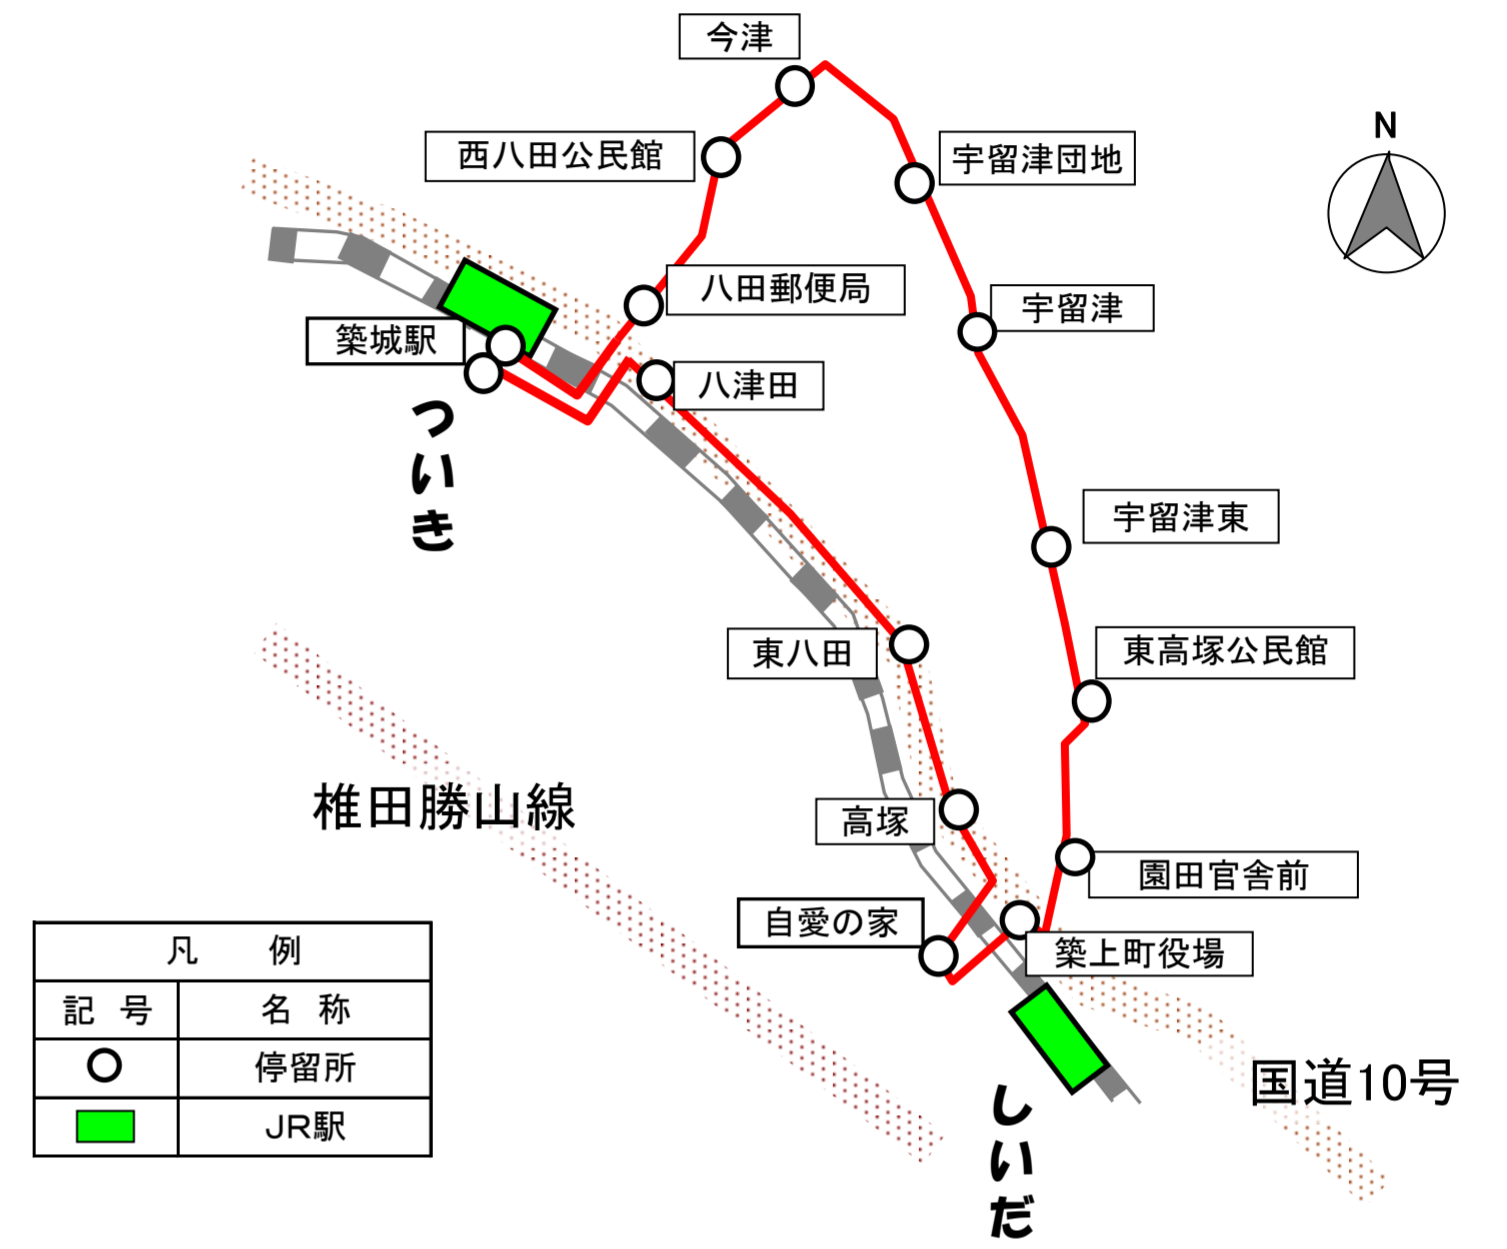 今津
N
西八田公民館
宇留津団地
八田郵便局
宇留津
築城駅
八津田
ついき
宇留津東
東八田
東高塚公民館
椎田勝山線
高塚
園田官舎前
自愛の家
築上町役場
国道10号
しいだ
凡 例
記 号 名 称
停留所
JR駅